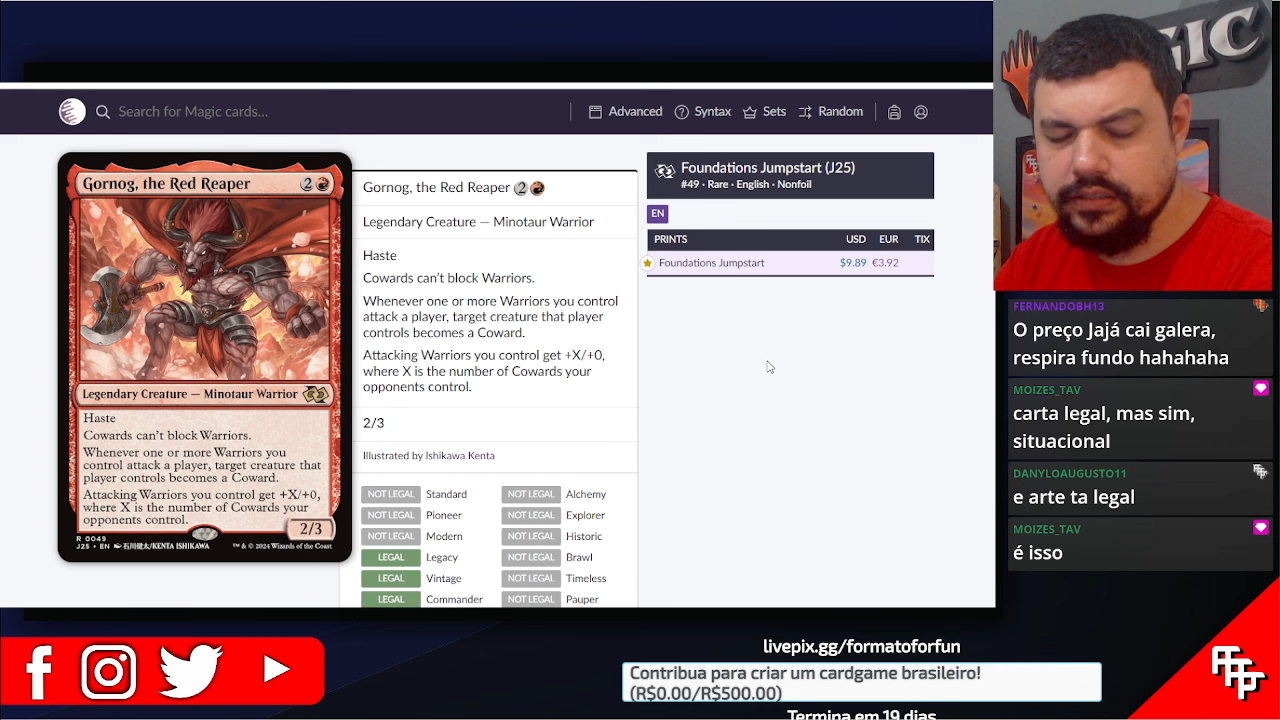 Search for Magic cards...
Advanced
Syntax
Sets
Random
Gornog, the Red Reaper 2
Legendary Creature — Minotaur Warrior
Haste
Cowards can't block Warriors.
Whenever one or more Warriors you
control attack a player, target creature that
player controls becomes a Coward.
Attacking Warriors you control get +X/+0,
where X is the number of Cowards your
opponents control.
2/3
R 0049
J25 • EN 石川健太/KENTA ISHIKAWA
™ & © 2024 Wizards of the Coast
Gornog, the Red Reaper 2
Legendary Creature — Minotaur Warrior
Haste
Cowards can't block Warriors.
Whenever one or more Warriors you control
attack a player, target creature that player
controls becomes a Coward.
Attacking Warriors you control get +X/+0,
where X is the number of Cowards your
opponents control.
2/3
Illustrated by Ishikawa Kenta
NOT LEGAL Standard NOT LEGAL Alchemy
NOT LEGAL Pioneer NOT LEGAL Explorer
NOT LEGAL Modern NOT LEGAL Historic
LEGAL Legacy NOT LEGAL Brawl
LEGAL Vintage NOT LEGAL Timeless
LEGAL Commander NOT LEGAL Pauper
Foundations Jumpstart (J25)
#49 · Rare · English · Nonfoil
EN
PRINTS USD EUR TIX
Foundations Jumpstart $9.89 €3.92
GIC
FERNANDOBH13
O preço Jajá cai galera,
respira fundo hahahaha
MOIZES_TAV
carta legal, mas sim,
situacional
DANYLOAUGUSTO11
e arte ta legal
MOIZES_TAV
é isso
livepix.gg/formatoforfun
Contribua para criar um cardgame brasileiro!
(R$0.00/R$500.00)
Termina em 19 dias
FFF